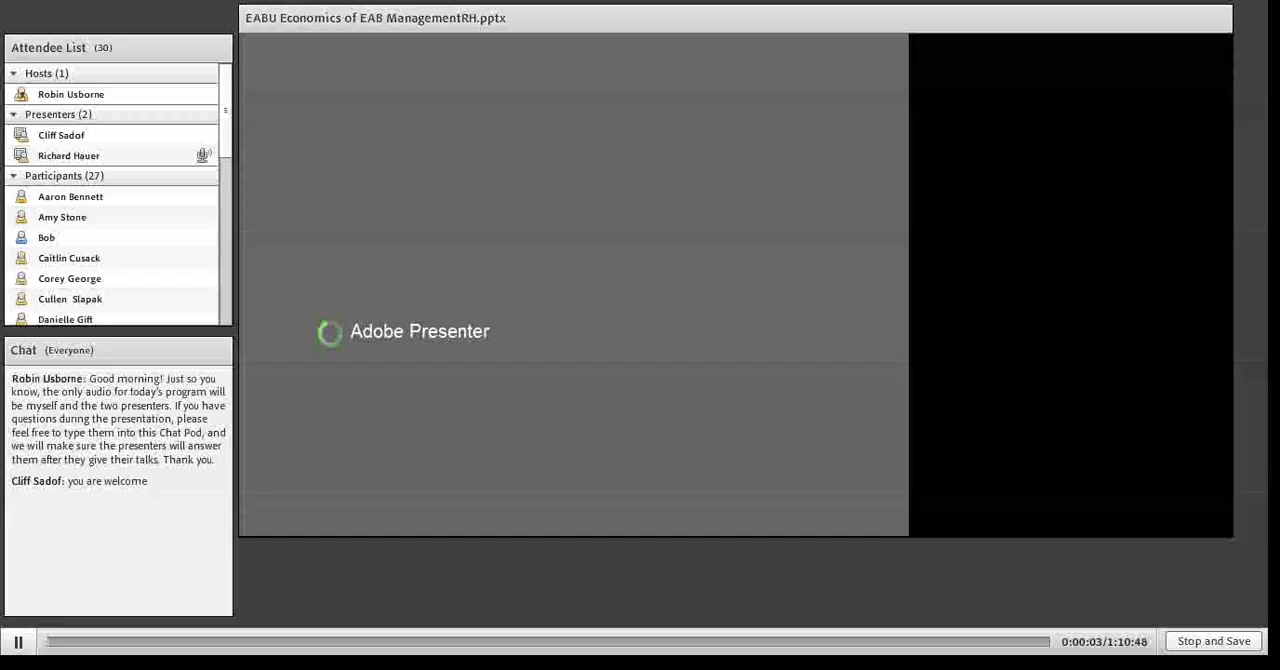 EABU Economics of EAB ManagementRH.pptx
Attendee List (30)
Hosts (1)
Robin Usborne
Presenters (2)
Cliff Sadof
Richard Hauer
Participants (27)
Aaron Bennett
Amy Stone
Bob
Caitlin Cusack
Corey George
Cullen Slapak
Danielle Gift
Chat (Everyone)
Robin Usborne: Good morning! Just so you
know, the only audio for today's program will
be myself and the two presenters. If you have
questions during the presentation, please
feel free to type them into this Chat Pod, and
we will make sure the presenters will answer
them after they give their talks. Thank you.
Cliff Sadof: you are welcome
Adobe Presenter
0:00:03/1:10:48
Stop and Save